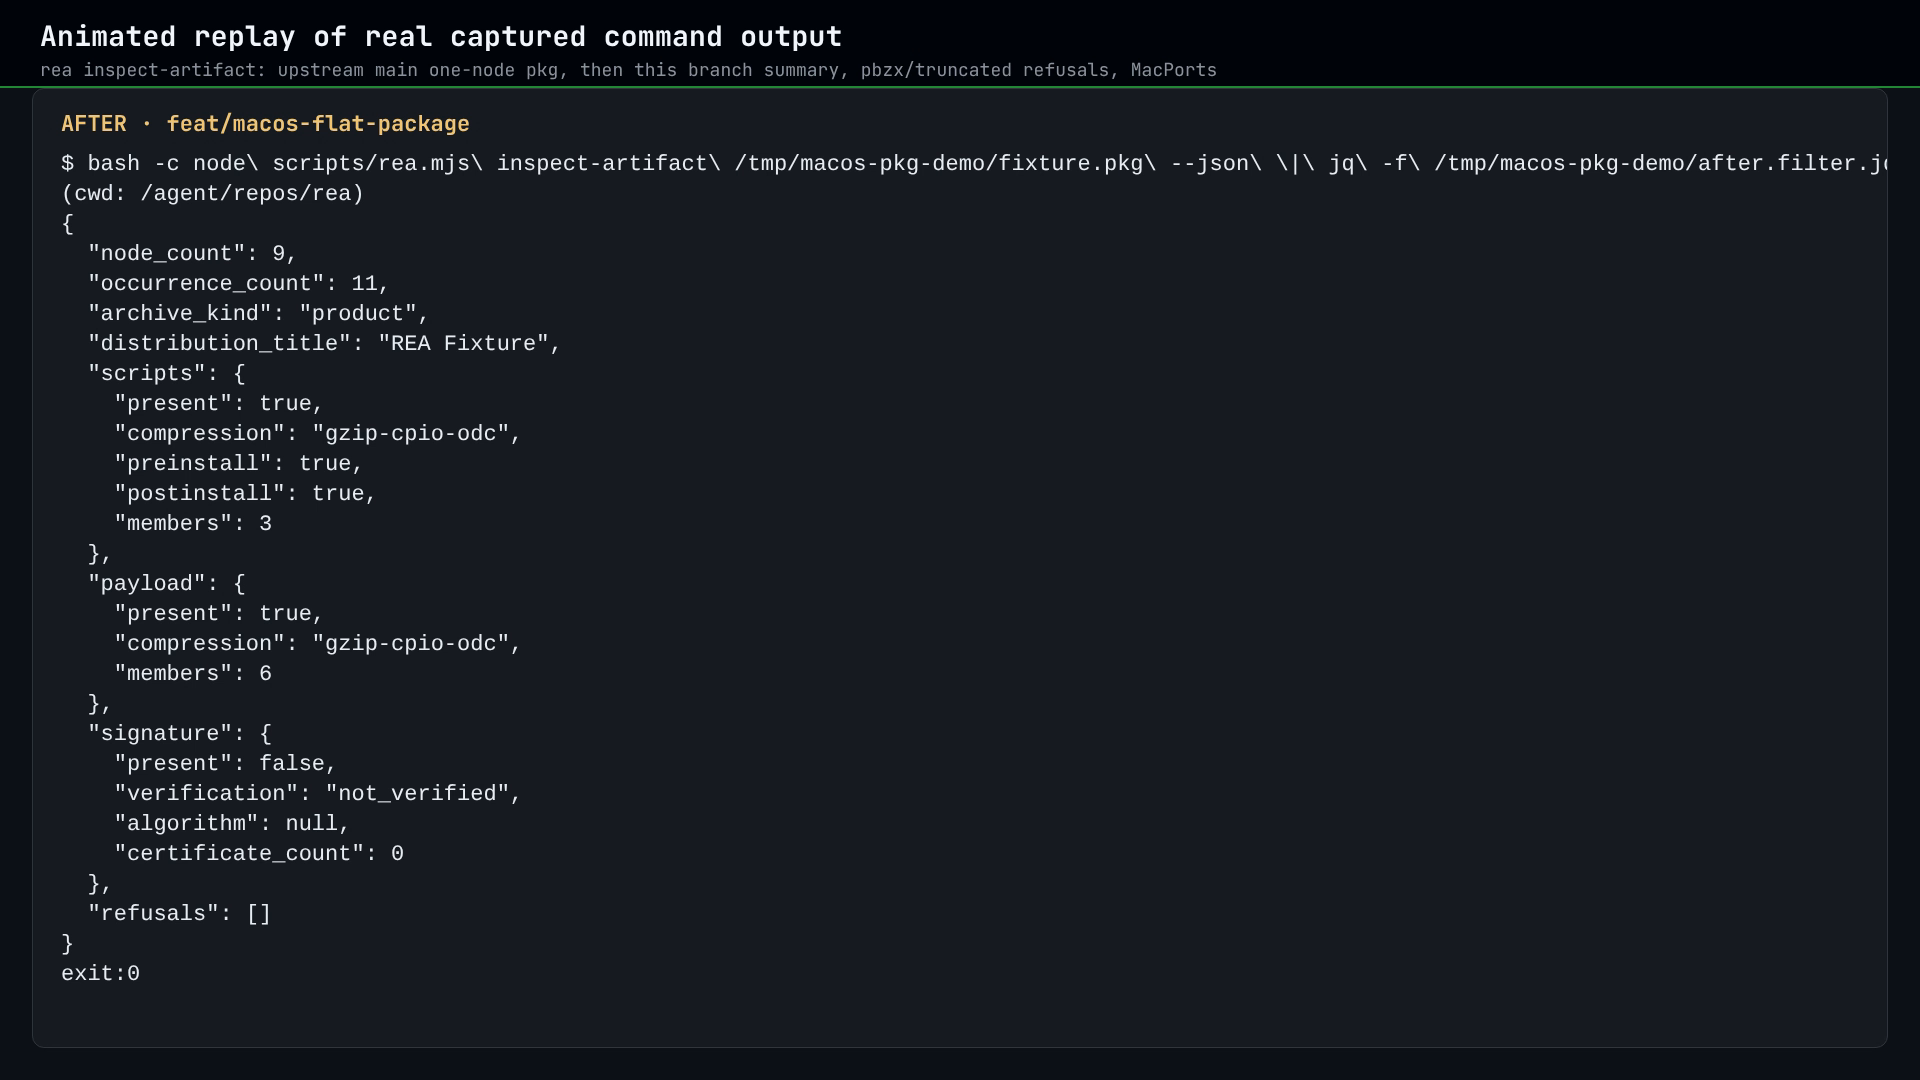 Animated replay of real captured command output
rea inspect-artifact: upstream main one-node pkg, then this branch summary, pbzx/truncated refusals, MacPorts
AFTER · feat/macos-flat-package
$ bash -c node\ scripts/rea.mjs\ inspect-artifact\ /tmp/macos-pkg-demo/fixture.pkg\ --json\ \|\ jq\ -f\ /tmp/macos-pkg-demo/after.filter.j
(cwd: /agent/repos/rea)
{
  "node_count": 9,
  "occurrence_count": 11,
  "archive_kind": "product",
  "distribution_title": "REA Fixture",
  "scripts": {
    "present": true,
    "compression": "gzip-cpio-odc",
    "preinstall": true,
    "postinstall": true,
    "members": 3
  },
  "payload": {
    "present": true,
    "compression": "gzip-cpio-odc",
    "members": 6
  },
  "signature": {
    "present": false,
    "verification": "not_verified",
    "algorithm": null,
    "certificate_count": 0
  },
  "refusals": []
}
exit:0